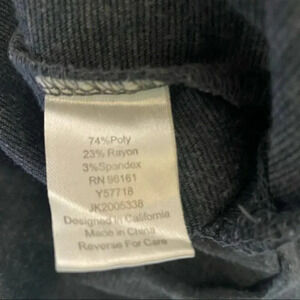 74%Poly
23% Rayon
3%Spandex
RN 96161
Y57718
JK2005338
Designed in California
Made in China
Reverse For Care